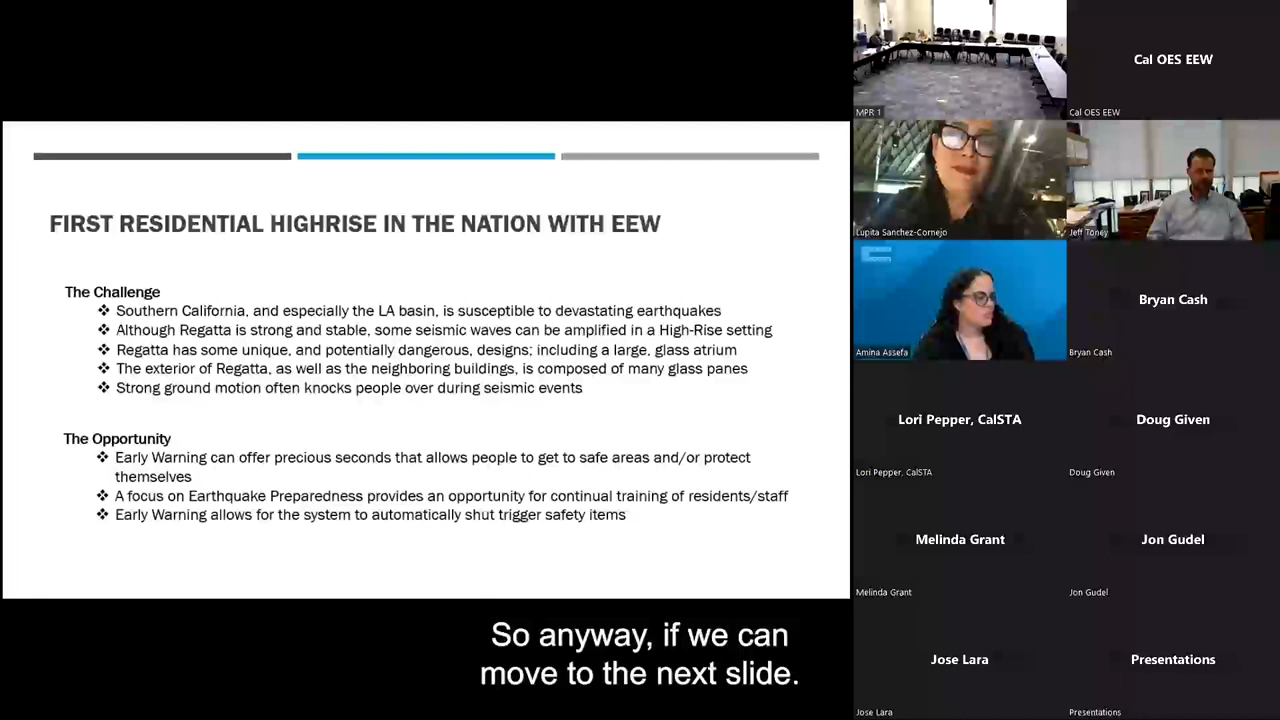 FIRST RESIDENTIAL HIGHRISE IN THE NATION WITH EEW
The Challenge
❖ Southern California, and especially the LA basin, is susceptible to devastating earthquakes
❖ Although Regatta is strong and stable, some seismic waves can be amplified in a High-Rise setting
❖ Regatta has some unique, and potentially dangerous, designs; including a large, glass atrium
❖ The exterior of Regatta, as well as the neighboring buildings, is composed of many glass panes
❖ Strong ground motion often knocks people over during seismic events
The Opportunity
❖ Early Warning can offer precious seconds that allows people to get to safe areas and/or protect
themselves
❖ A focus on Earthquake Preparedness provides an opportunity for continual training of residents/staff
❖ Early Warning allows for the system to automatically shut trigger safety items
So anyway, if we can
move to the next slide.
MPR 1
Cal OES EEW
Cal OES EEW
Lupita Sanchez-Cornejo
Jeff Toney
Amina Assefa
Bryan Cash
Bryan Cash
Lori Pepper, CalSTA
Lori Pepper, CalSTA
Doug Given
Doug Given
Melinda Grant
Melinda Grant
Jon Gudel
Jon Gudel
Jose Lara
Jose Lara
Presentations
Presentations